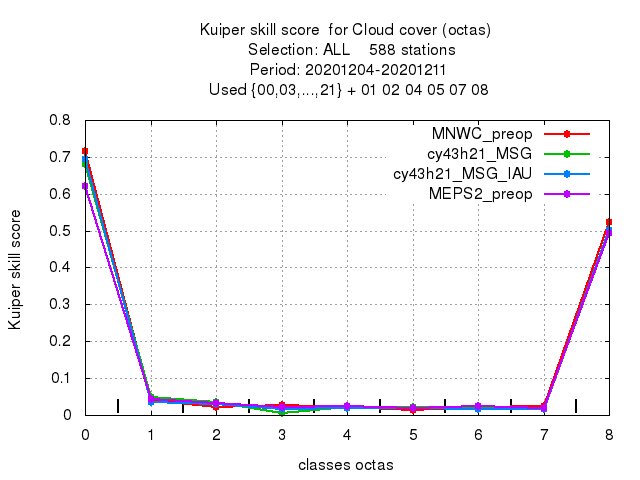 Kuiper skill score  for Cloud cover (octas)
Selection: ALL    588 stations
Period: 20201204-20201211
Used {00,03,...,21} + 01 02 04 05 07 08
MNWC_preop
cy43h21_MSG
cy43h21_MSG_IAU
MEPS2_preop
Kuiper skill score
0.8
0.7
0.6
0.5
0.4
0.3
0.2
0.1
0
0 1 2 3 4 5 6 7 8
classes octas